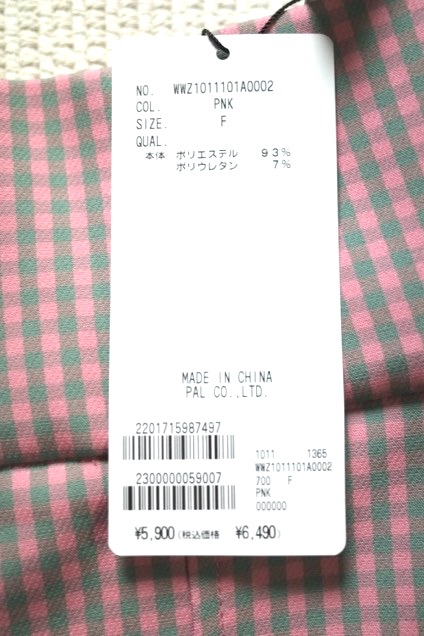 NO. WWZ1011101A0002
COL. PNK
SIZE. F
QUAL.
本体 ポリエステル 93%
ポリウレタン 7%
MADE IN CHINA
PAL CO.,LTD.
2201715987497
2300000059007
1011 1365
WWZ1011101A0002
700 F
PNK
000000
¥5,900(税込価格 ¥6,490)